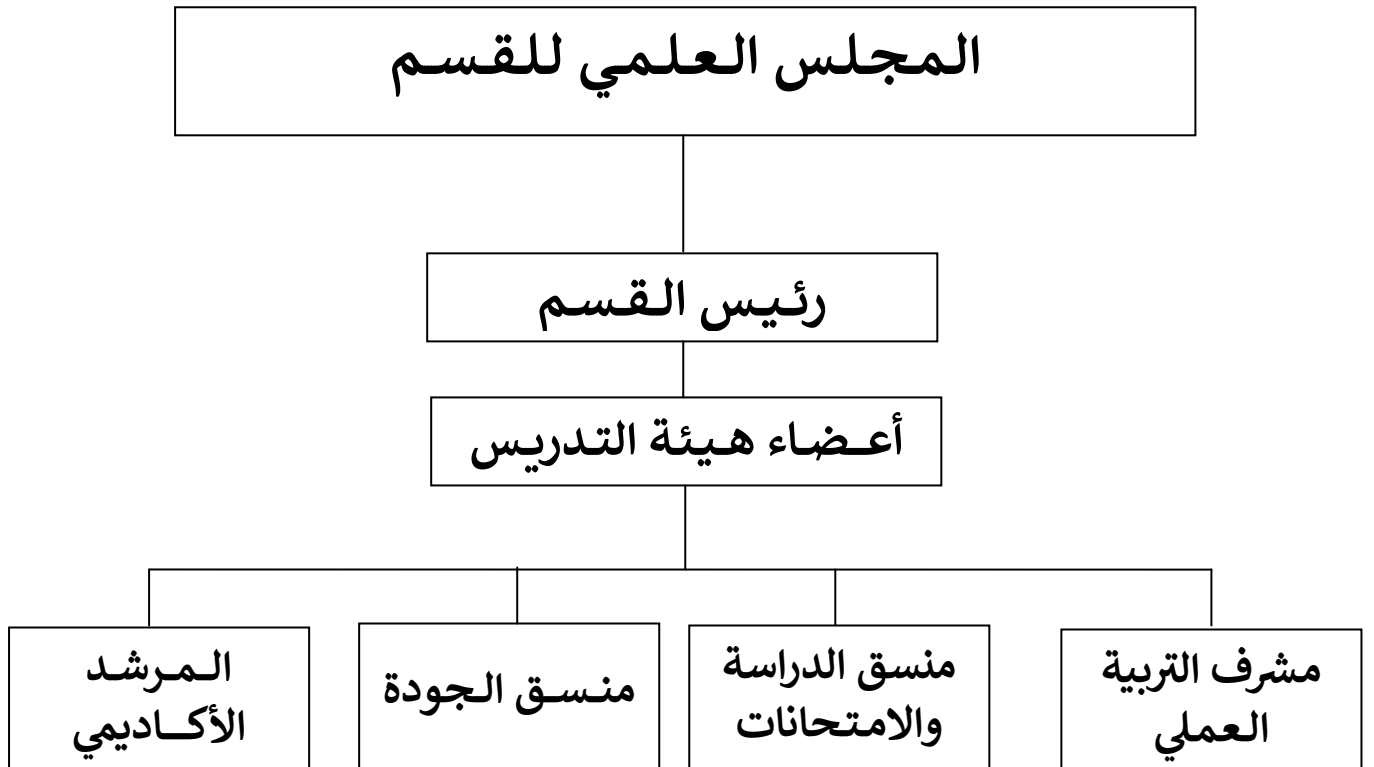 المجلس العلمي للقسم
رئيس القسم
أعضاء هيئة التدريس
مشرف التربية
العملي
منسق الدراسة
والامتحانات
منسق الجودة
المرشد
الأكاديمي